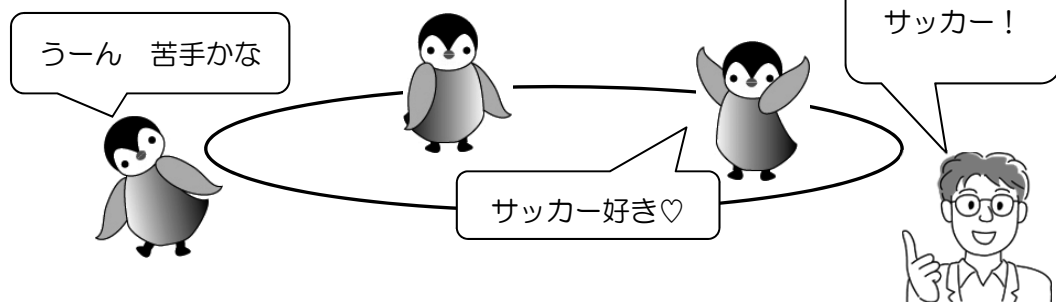 うーん　苦手かな
サッカー！
サッカー好き♡